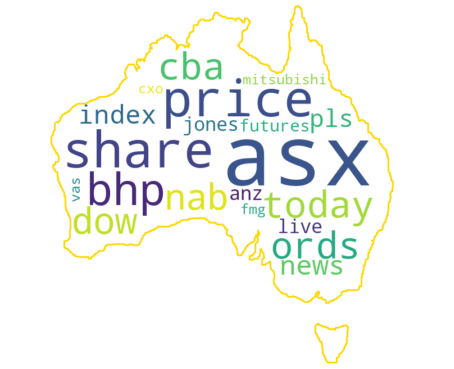 cba
mitsubishi
cxo
price
index
jones
futures
pls
share
asx
vas
bhp
nab
anz
today
fmg
dow
live
ords
news